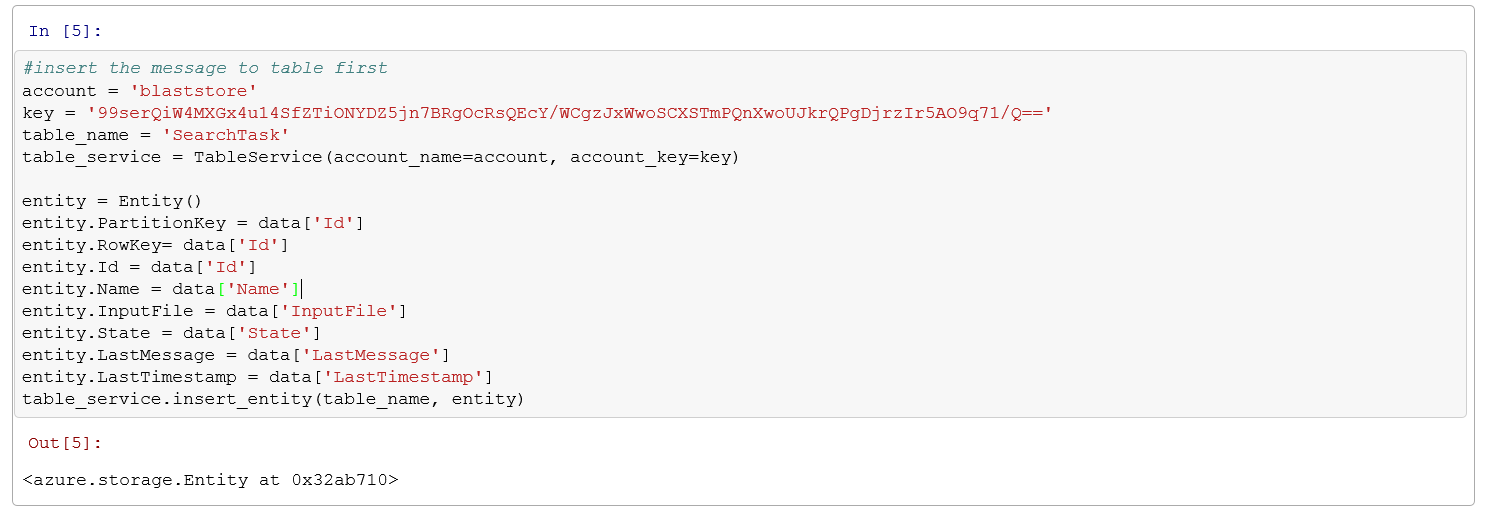 In [5]:
#insert the message to table first
account = 'blaststore'
key = '99serQiW4MXGx4u14SfZTiONYDZ5jn7BRgOcRsQEcY/WCgzJxWwoSCXSTmPQnXwoUJkrQPgDjrzIr5AO9q71/Q=='
table_name = 'SearchTask'
table_service = TableService(account_name=account, account_key=key)
entity = Entity()
entity.PartitionKey = data['Id']
entity.RowKey= data['Id']
entity.Id = data['Id']
entity.Name = data['Name']
entity.InputFile = data['InputFile']
entity.State = data['State']
entity.LastMessage = data['LastMessage']
entity.LastTimestamp = data['LastTimestamp']
table_service.insert_entity(table_name, entity)
Out[5]:
<azure.storage.Entity at 0x32ab710>